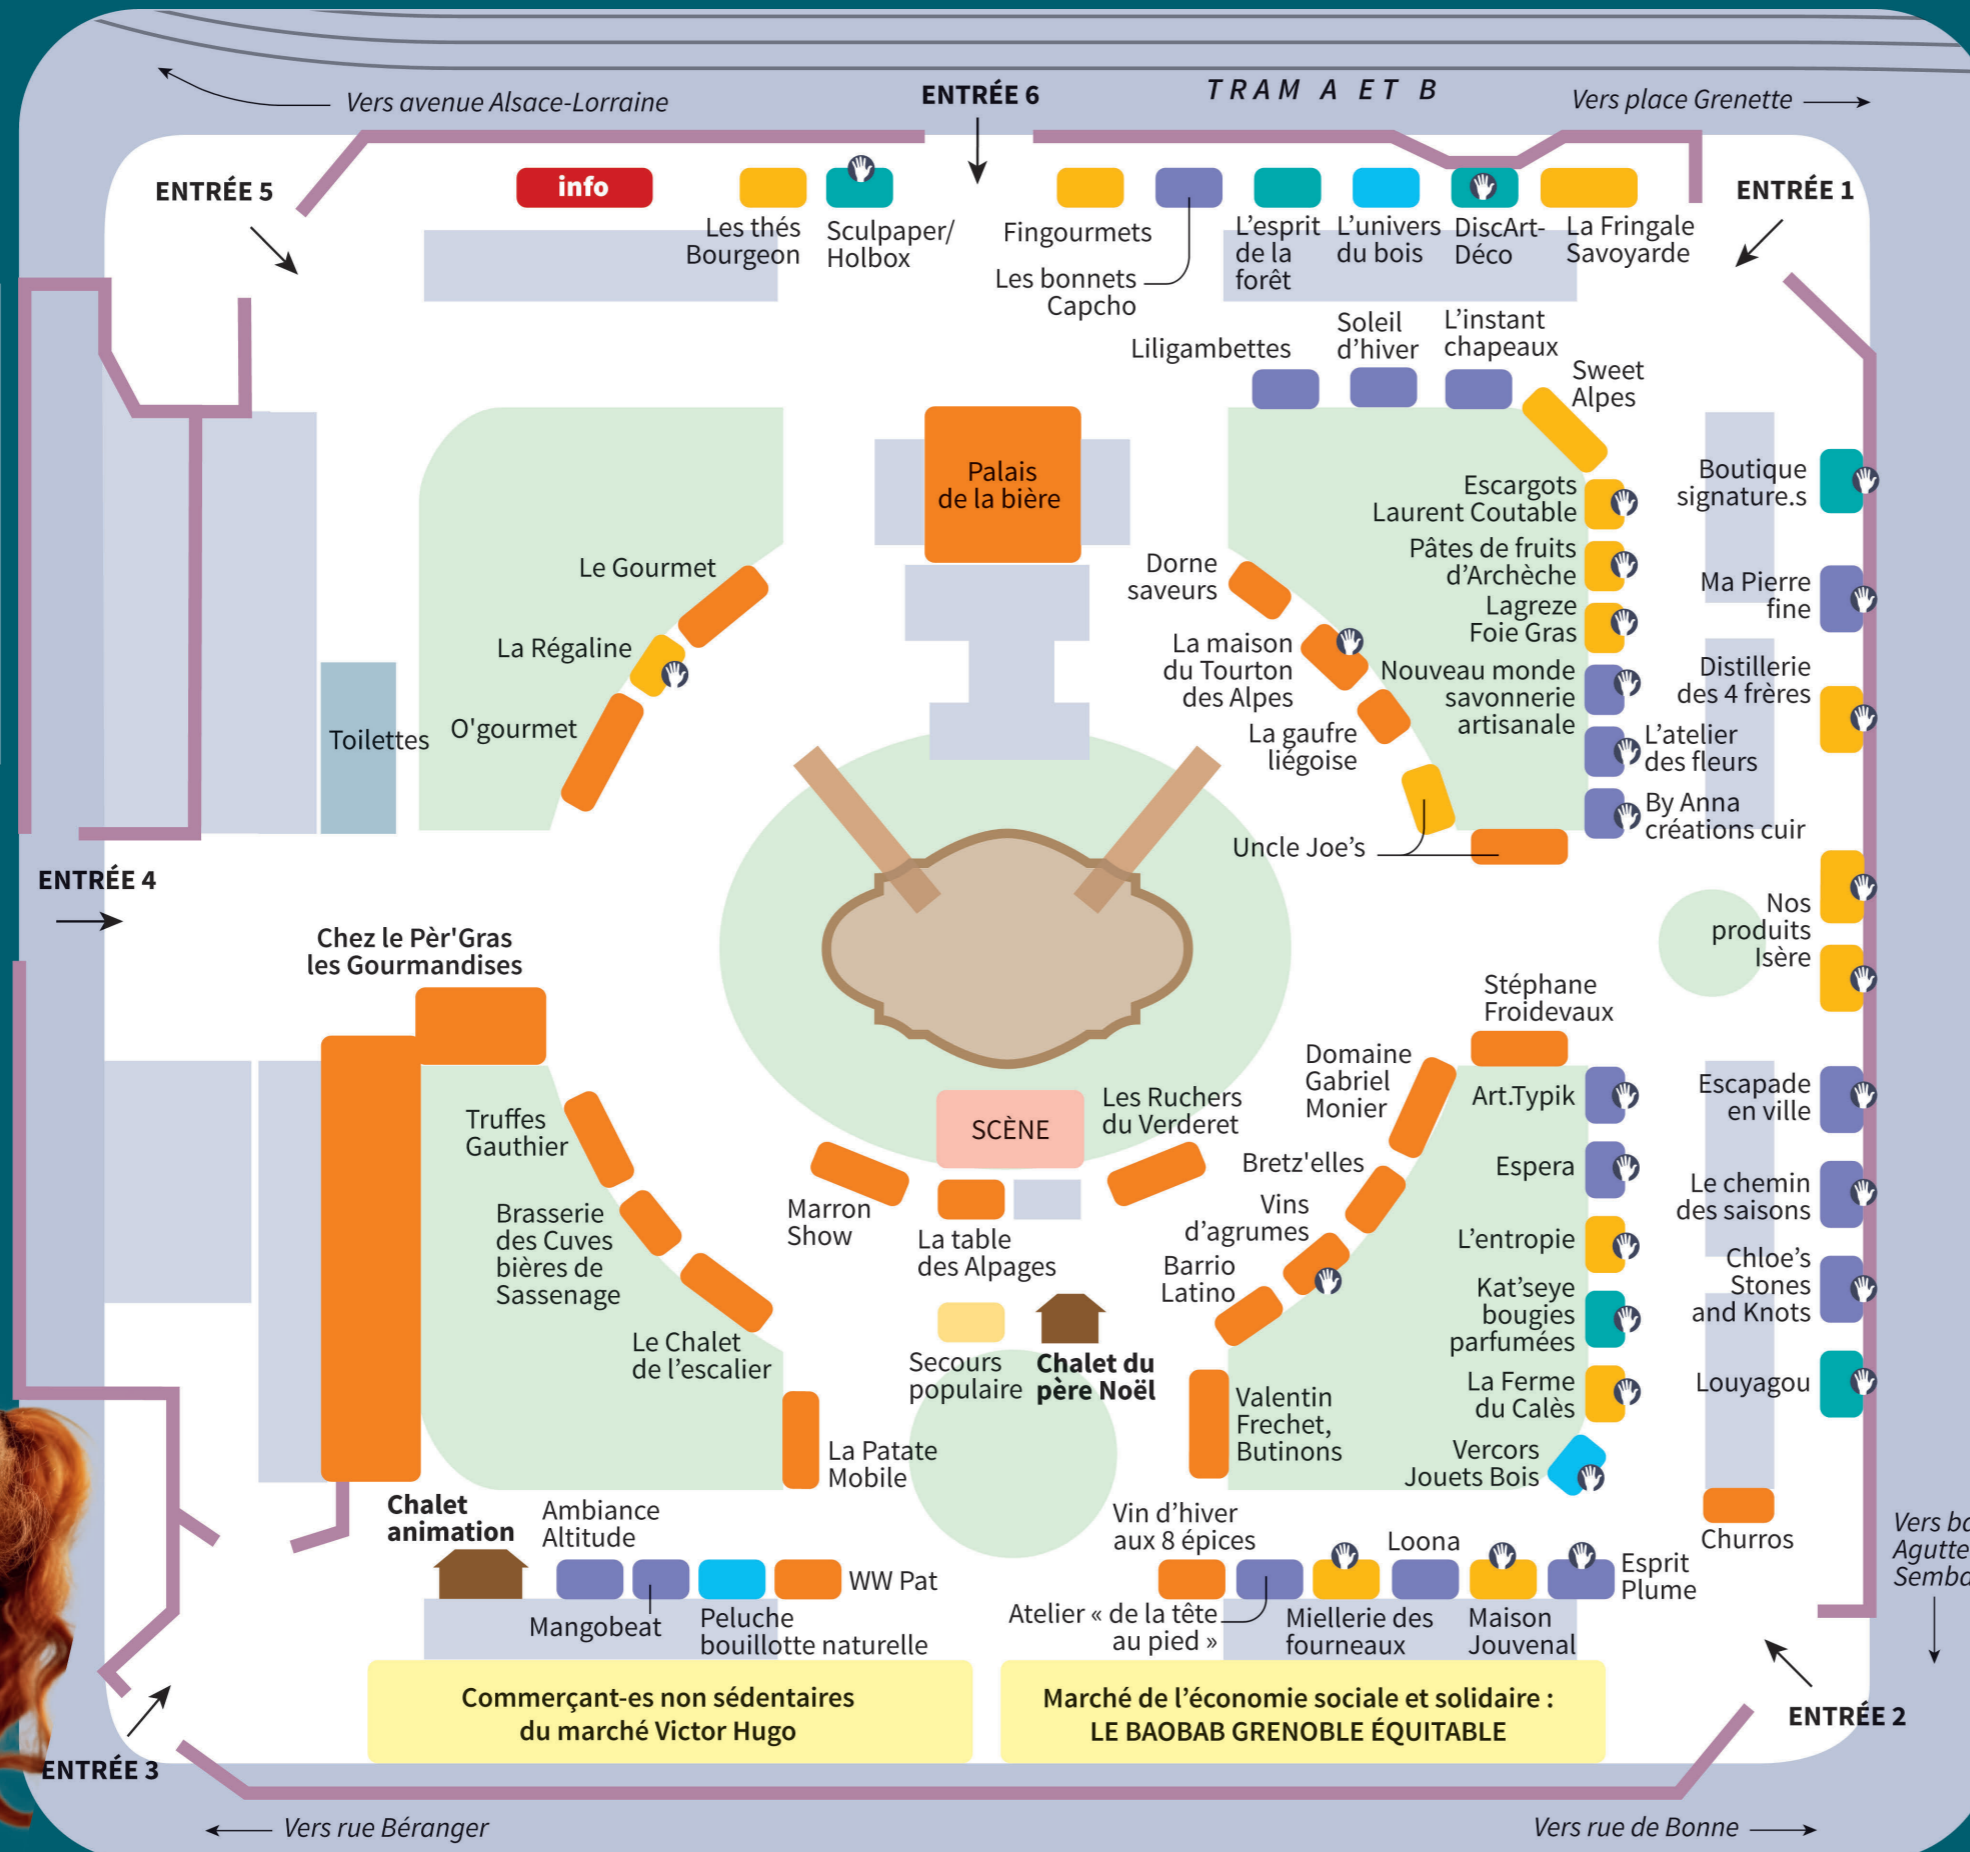 Vers avenue Alsace-Lorraine
ENTRÉE 6
TRAM A ET B
Vers place Grenette
ENTRÉE 5
info
Les thés
Bourgeon
Sculpaper/
Holbox
Fingourmets
Les bonnets
Capcho
L'esprit
de la
forêt
L'univers
du bois
DiscArt-
Déco
La Fringale
Savoyarde
ENTRÉE 1
Liligambettes
Soleil
d'hiver
L'instant
chapeaux
Sweet
Alpes
Palais
de la bière
Escargots
Laurent Coutable
Pâtes de fruits
d'Archèche
Lagreze
Foie Gras
Nouveau monde
savonnerie
artisanale
L'atelier
des fleurs
By Anna
créations cuir
Boutique
signature.s
Ma Pierre
fine
Distillerie
des 4 frères
Nos
produits
Isère
Le Gourmet
La Régaline
O'gourmet
Toilettes
Dorne
saveurs
La maison
du Tourton
des Alpes
La gaufre
liégoise
Uncle Joe's
ENTRÉE 4
Chez le Pèr'Gras
les Gourmandises
Truffes
Gauthier
Brasserie
des Cuves
bières de
Sassenage
Le Chalet
de l'escalier
La Patate
Mobile
SCÈNE
Marron
Show
La table
des Alpages
Les Ruchers
du Verderet
Secours
populaire
Chalet du
père Noël
Stéphane
Froidevaux
Domaine
Gabriel
Monier
Bretz'elles
Vins
d'agrumes
Barrio
Latino
Valentin
Frechet,
Butinons
Art.Typik
Espera
L'entropie
Kat'seye
bougies
parfumées
La Ferme
du Calès
Vercors
Jouets Bois
Escapade
en ville
Le chemin
des saisons
Chloe's
Stones
and Knots
Louyagou
Churros
Chalet
animation
Ambiance
Altitude
Mangobeat
Peluche
bouillotte naturelle
WW Pat
Vin d'hiver
aux 8 épices
Atelier « de la tête
au pied »
Miellerie des
fourneaux
Loona
Maison
Jouvenal
Esprit
Plume
Vers
Commerçant-es non sédentaires
du marché Victor Hugo
Marché de l'économie sociale et solidaire :
LE BAOBAB GRENOBLE ÉQUITABLE
ENTRÉE 2
ENTRÉE 3
Vers rue Béranger
Vers rue de Bonne